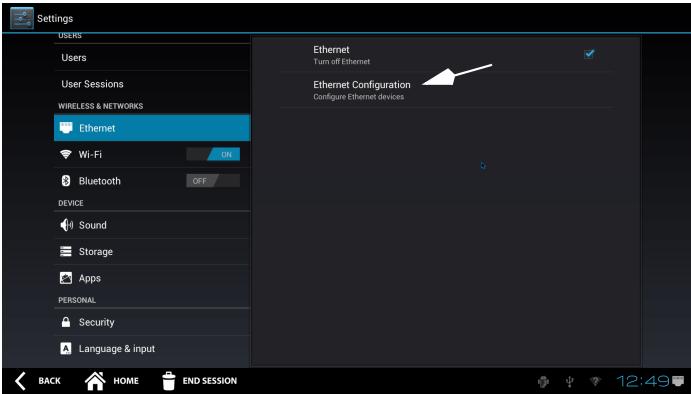 Settings
USERS
Users
User Sessions
WIRELESS & NETWORKS
Ethernet
Wi-Fi ON
Bluetooth OFF
DEVICE
Sound
Storage
Apps
PERSONAL
Security
A Language & input
Ethernet
Turn off Ethernet
Ethernet Configuration
Configure Ethernet devices
BACK HOME END SESSION ? 12:49